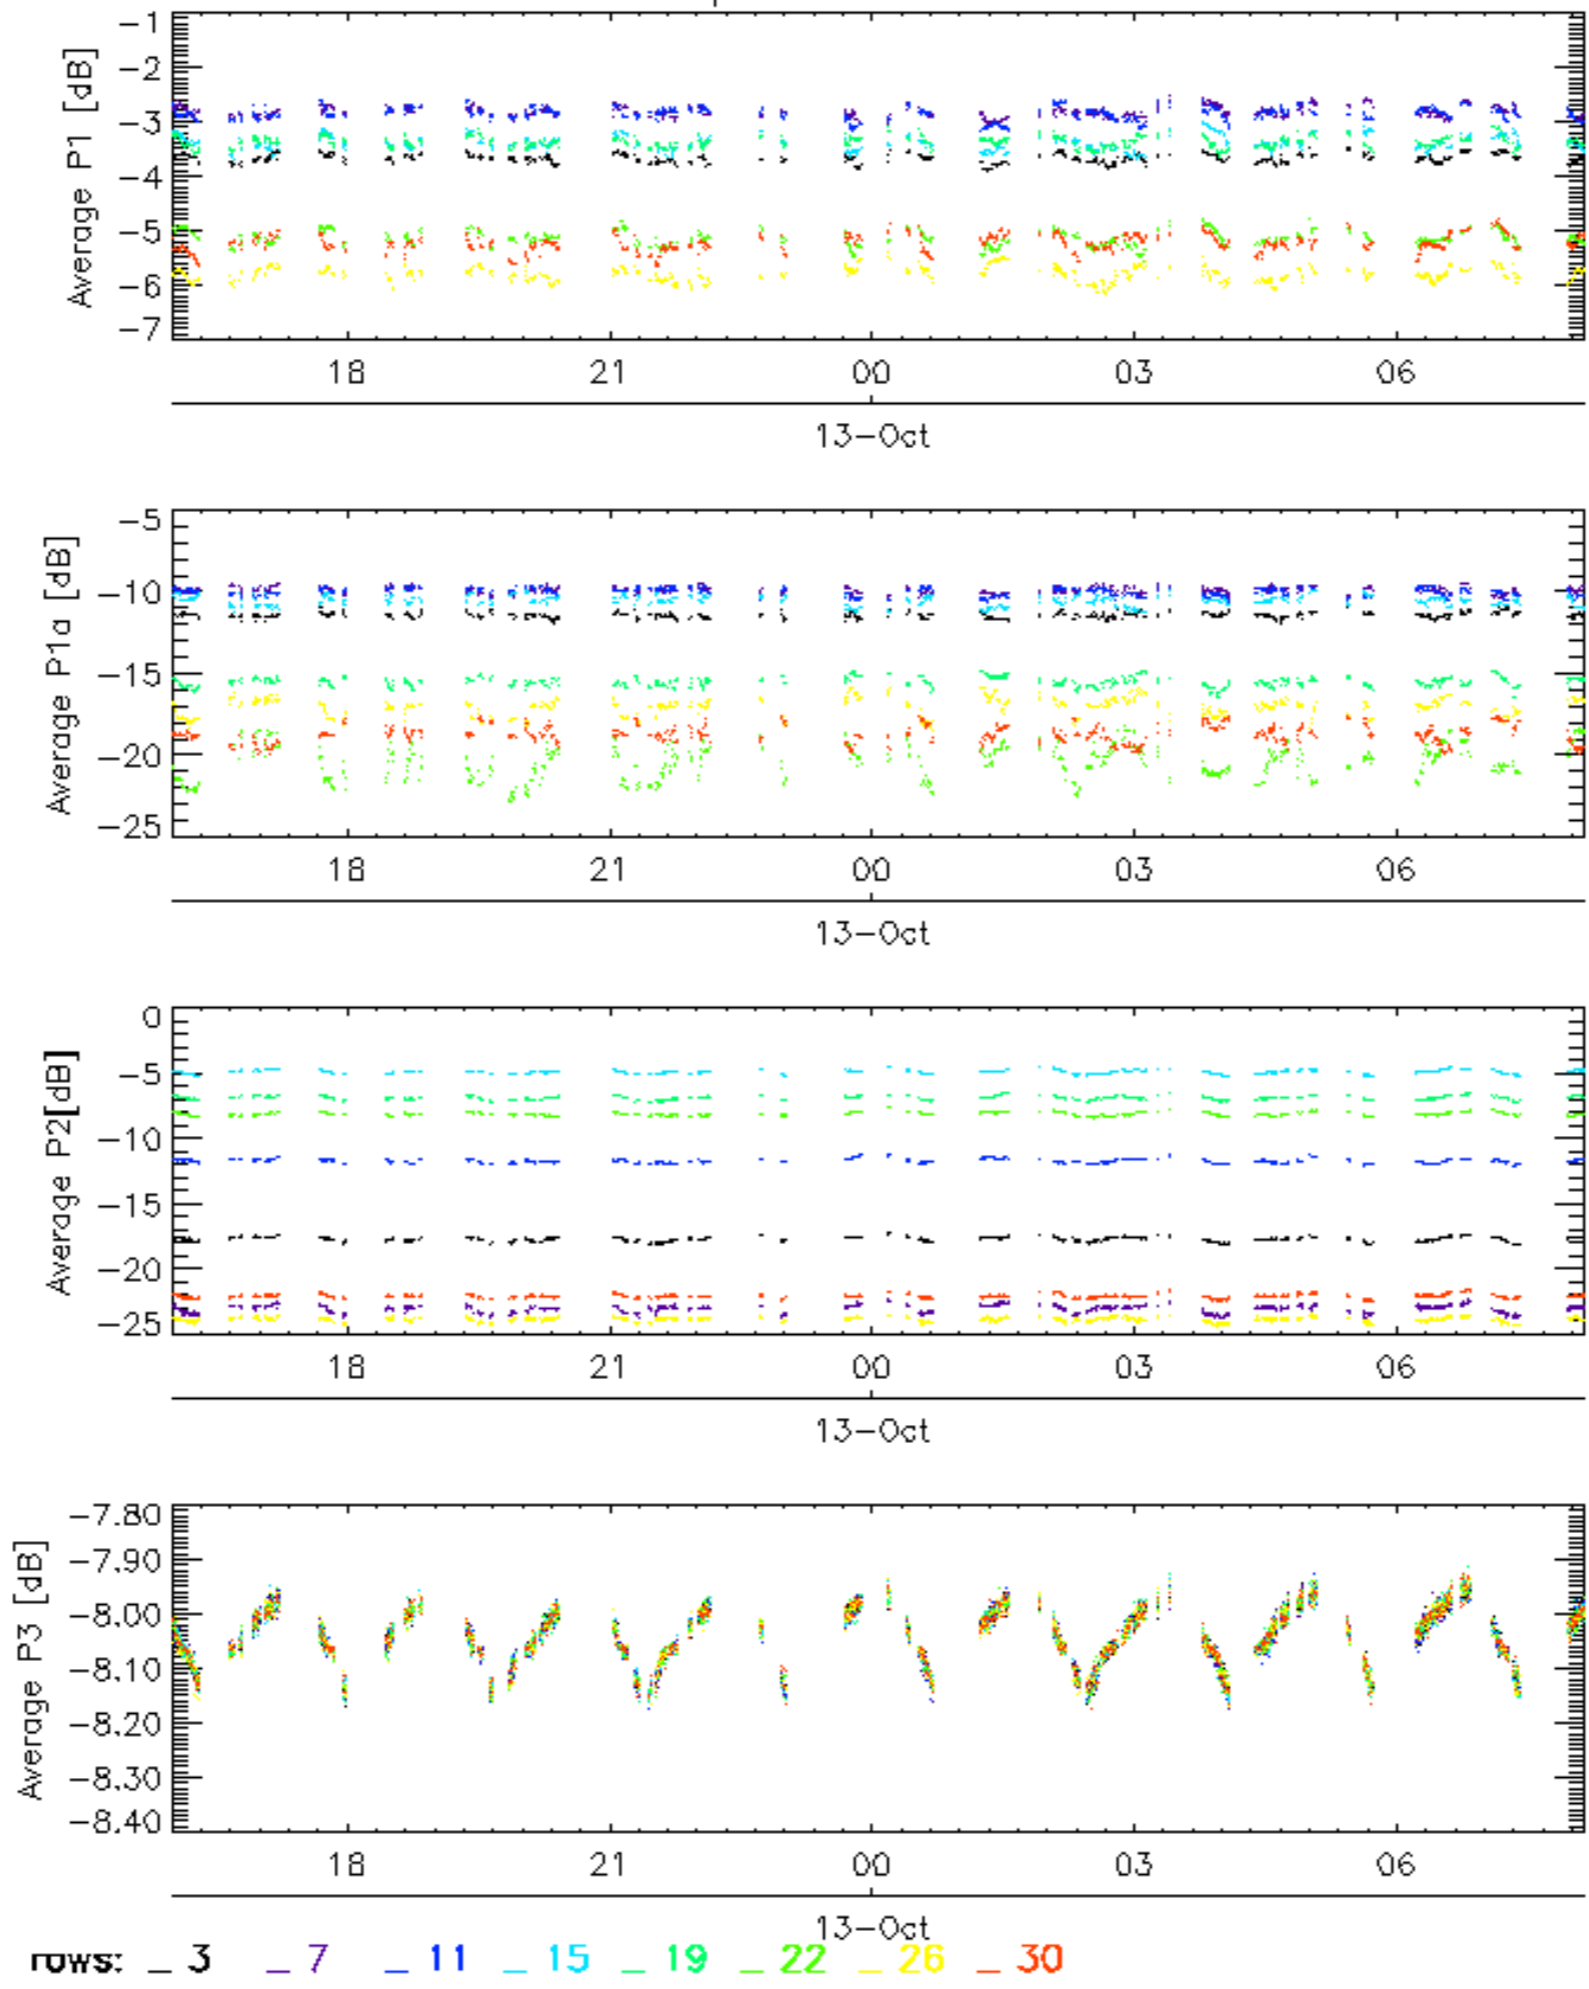 Average P1 [dB]
-1
-2
-3
-4
-5
-6
-7
18 21 00 03 06
13-Oct
Average P1a [dB]
-5
-10
-15
-20
-25
18 21 00 03 06
13-Oct
Average P2[dB]
0
-5
-10
-15
-20
-25
18 21 00 03 06
13-Oct
Average P3 [dB]
-7.80
-7.90
-8.00
-8.10
-8.20
-8.30
-8.40
18 21 00 03 06
13-Oct
rows: _ 3 _ 7 _ 11 _ 15 _ 19 _ 22 _ 26 _ 30